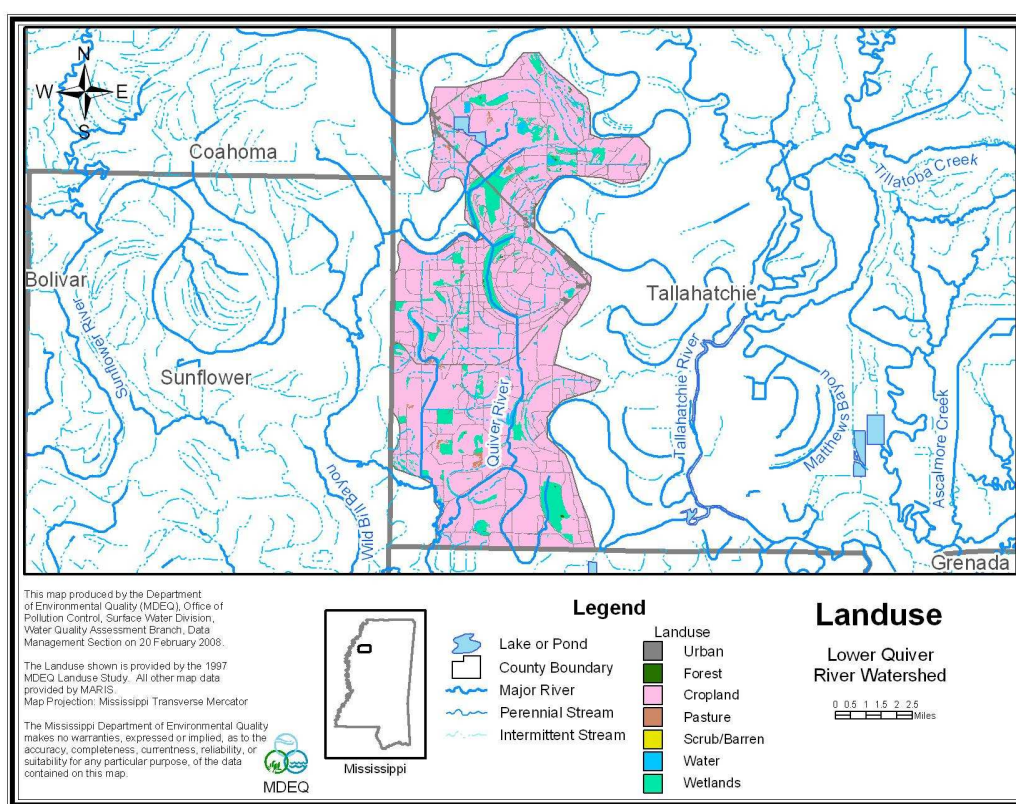 N
W E
S
Coahoma
Tillatoba Creek
Bolivar
Sunflower River
Sunflower
Tallahatchie
Quiver River
Tallahatchie River
Matthews Bayou
Wild Bill Bayou
Ascalmore Creek
Grenada
This map produced by the Department
of Environmental Quality (MDEQ), Office of
Pollution Control, Surface Water Division,
Water Quality Assessment Branch, Data
Management Section on 20 February 2008.
The Landuse shown is provided by the 1997
MDEQ Landuse Study. All other map data
provided by MARIS.
Map Projection: Mississippi Transverse Mercator
The Mississippi Department of Environmental Quality
makes no warranties, expressed or implied, as to the
accuracy, completeness, currentness, reliability, or
suitability for any particular purpose, of the data
contained on this map.
MDEQ
Mississippi
Legend
Lake or Pond
County Boundary
Major River
Perennial Stream
Intermittent Stream
Landuse
Urban
Forest
Cropland
Pasture
Scrub/Barren
Water
Wetlands
Landuse
Lower Quiver
River Watershed
0 0.5 1 1.5 2 2.5
Miles